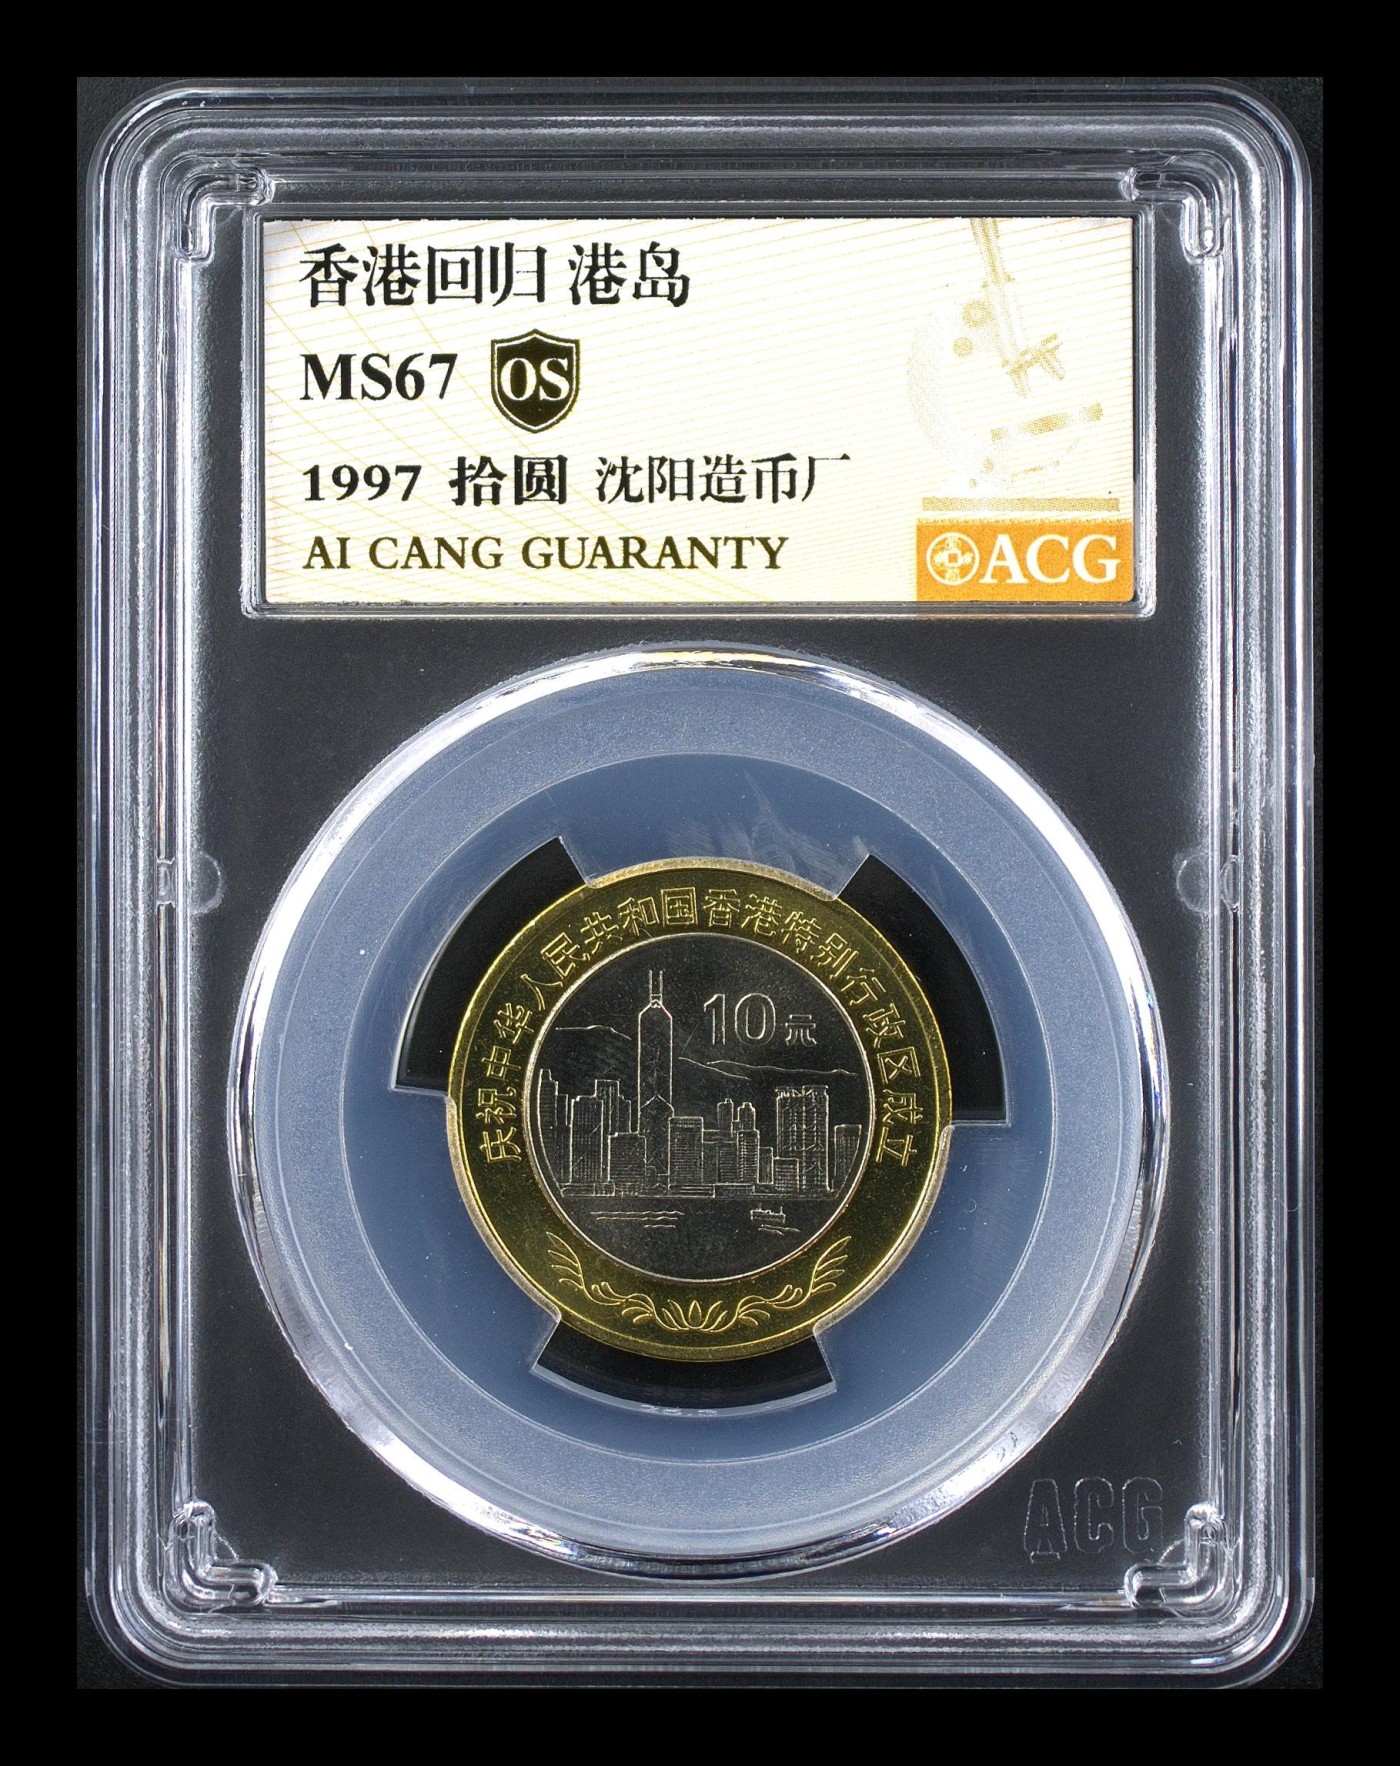 香港回归 港岛
MS67 OS
1997 拾圆 沈阳造币厂
AI CANG GUARANTY
ACG
庆祝中华人民共和国香港特别行政区成立
10元
ACG